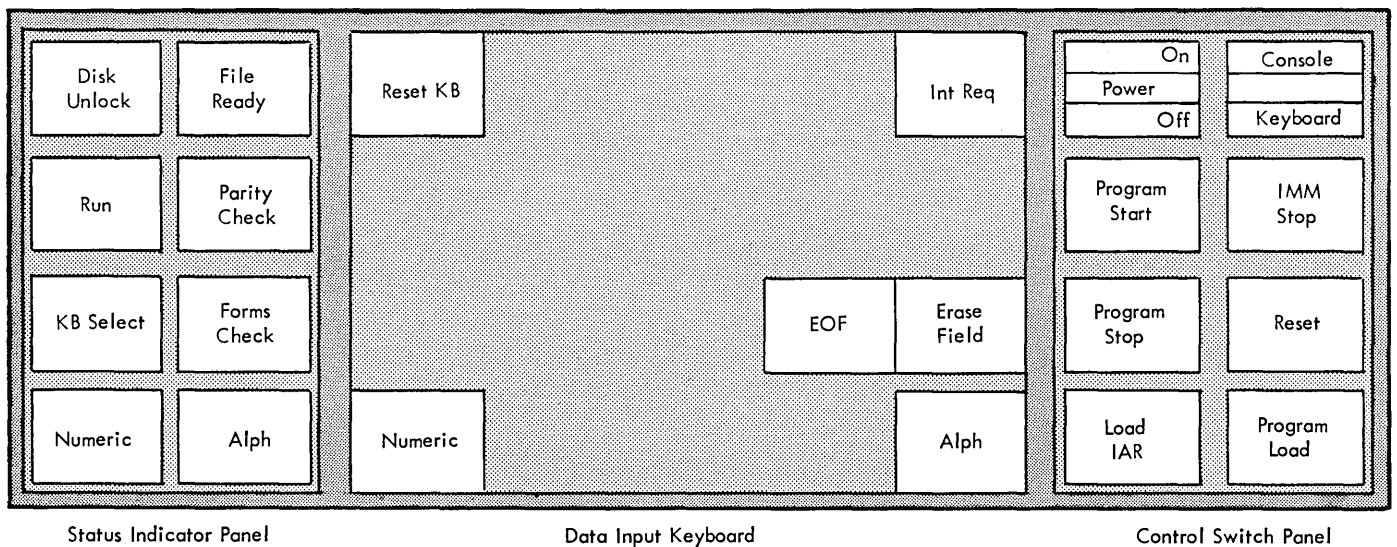 Disk
Unlock
File
Ready
Run
Parity
Check
KB Select
Forms
Check
Numeric
Alph
Reset KB
Int Req
EOF
Erase
Field
Numeric
Alph
On
Power
Off
Console
Keyboard
Program
Start
IMM
Stop
Program
Stop
Reset
Load
IAR
Program
Load
Status Indicator Panel
Data Input Keyboard
Control Switch Panel